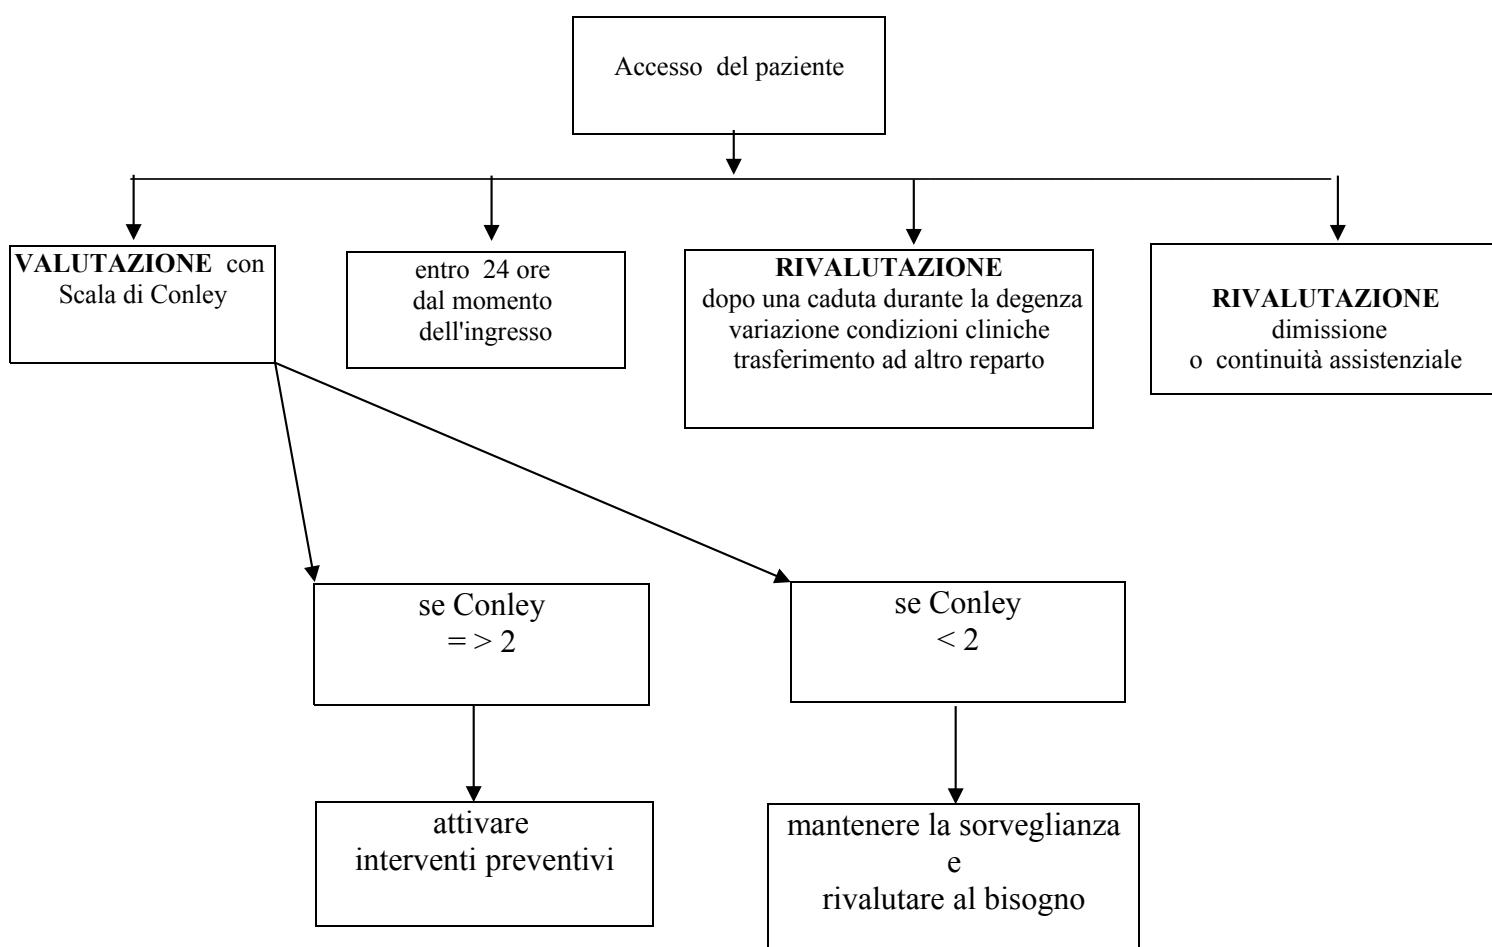 Accesso del paziente
VALUTAZIONE con
Scala di Conley
entro 24 ore
dal momento
dell'ingresso
RIVALUTAZIONE
dopo una caduta durante la degenza
variazione condizioni cliniche
trasferimento ad altro reparto
RIVALUTAZIONE
dimissione
o continuità assistenziale
se Conley
= > 2
se Conley
< 2
attivare
interventi preventivi
mantenere la sorveglianza
e
rivalutare al bisogno